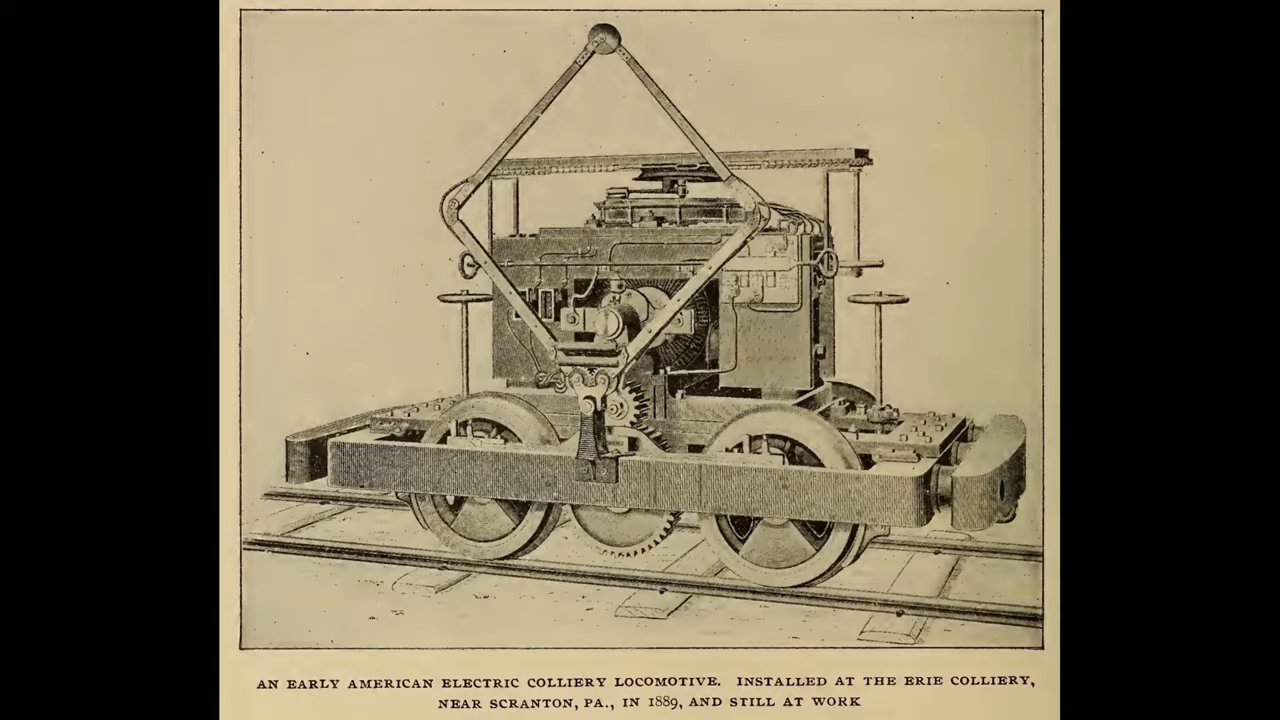 AN EARLY AMERICAN ELECTRIC COLLIERY LOCOMOTIVE. INSTALLED AT THE ERIE COLLIERY,
NEAR SCRANTON, PA., IN 1889, AND STILL AT WORK